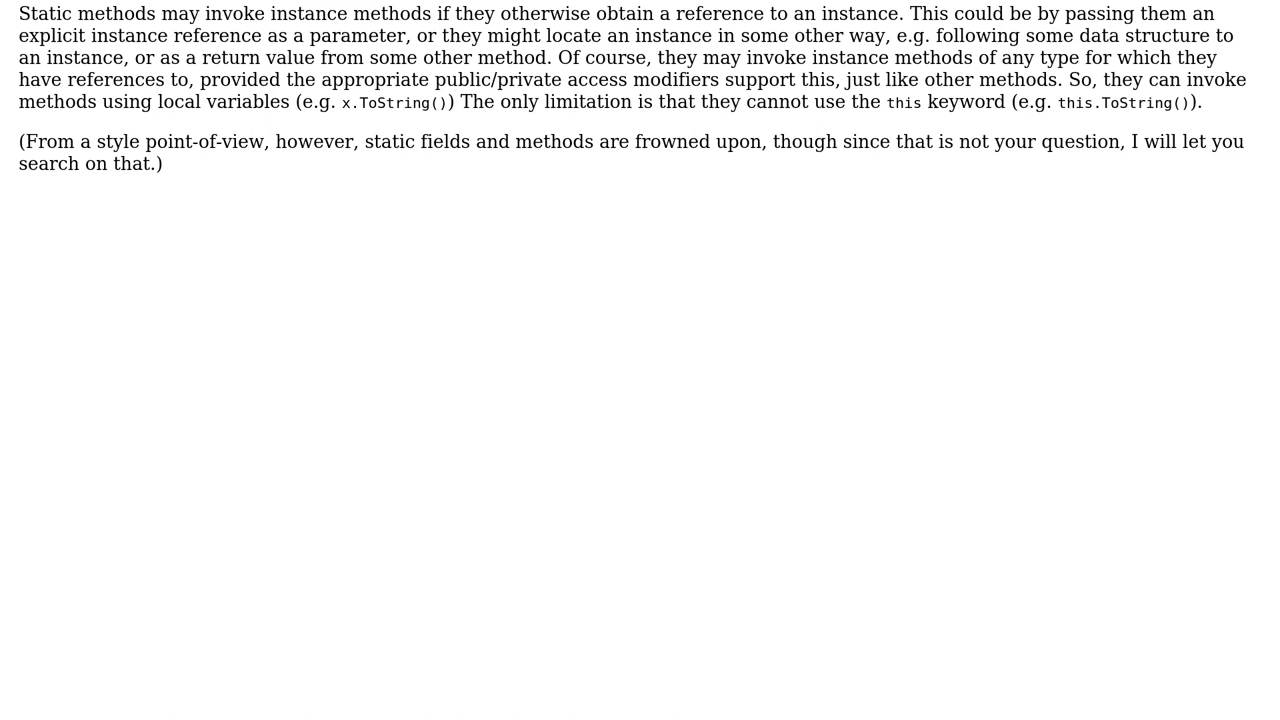 Static methods may invoke instance methods if they otherwise obtain a reference to an instance. This could be by passing them an
explicit instance reference as a parameter, or they might locate an instance in some other way, e.g. following some data structure to
an instance, or as a return value from some other method. Of course, they may invoke instance methods of any type for which they
have references to, provided the appropriate public/private access modifiers support this, just like other methods. So, they can invoke
methods using local variables (e.g. x.ToString()) The only limitation is that they cannot use the this keyword (e.g. this.ToString()).
(From a style point-of-view, however, static fields and methods are frowned upon, though since that is not your question, I will let you
search on that.)